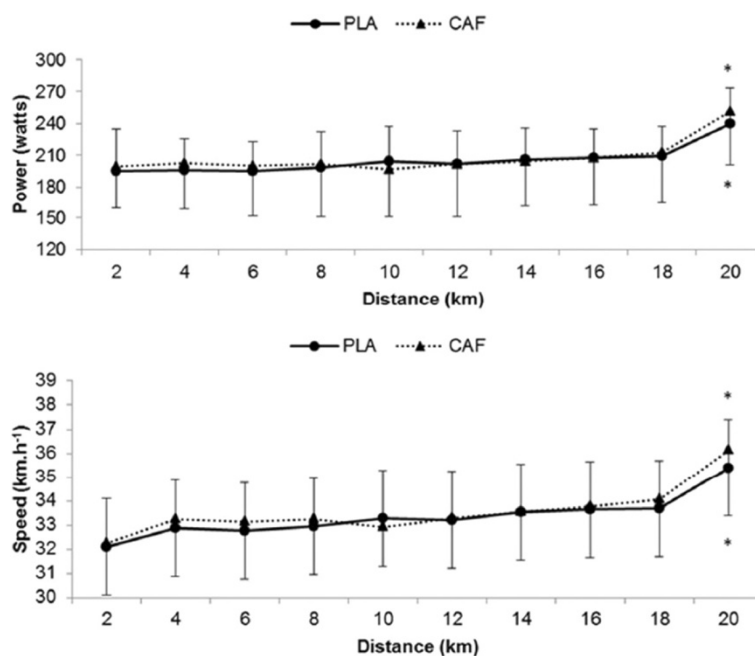 PLA CAF
300
270
240
210
180
150
120
Power (watts)
*
*
2 4 6 8 10 12 14 16 18 20
Distance (km)
PLA CAF
39
38
37
36
35
34
33
32
31
30
Speed (km.h-1)
*
*
2 4 6 8 10 12 14 16 18 20
Distance (km)